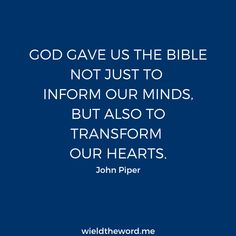 GOD GAVE US THE BIBLE
NOT JUST TO
INFORM OUR MINDS,
BUT ALSO TO
TRANSFORM
OUR HEARTS.
John Piper
wieldtheword.me